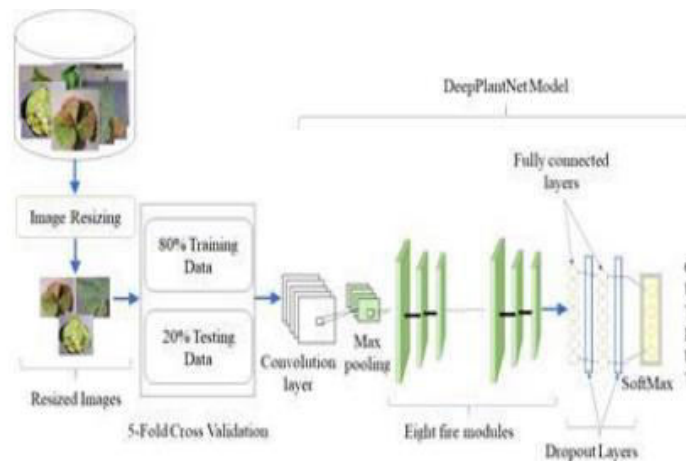 DeepPlantNet Model
Fully connected
layers
Image Resizing
80% Training
Data
20% Testing
Data
Convolution
layer
Max
pooling
SoftMax
Resized Images
5-Fold Cross Validation
Eight fire modules
Dropout Layers